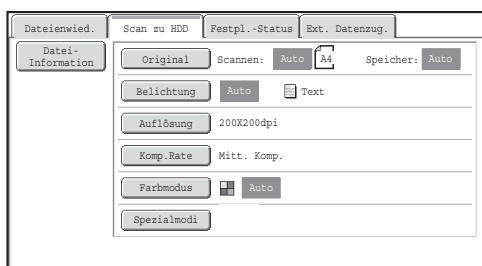 Dateienwied. Scan zu HDD Festpl.-Status Ext. Datenzug.
Datei-
Information
Original Scannen: Auto A4 Speicher: Auto
Belichtung Auto Text
Auflösung 200X200dpi
Komp.Rate Mitt. Komp.
Farbmodus Auto
Spezialmodi